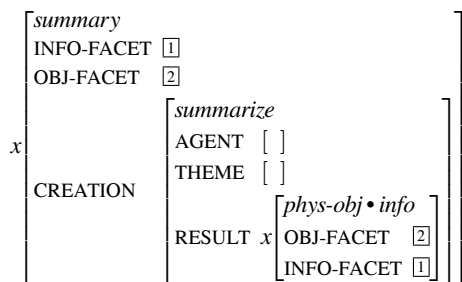 summary
INFO-FACET 1
OBJ-FACET 2
summarize
AGENT [ ]
x
THEME [ ]
CREATION
phys-obj • info
RESULT x OBJ-FACET 2
INFO-FACET 1